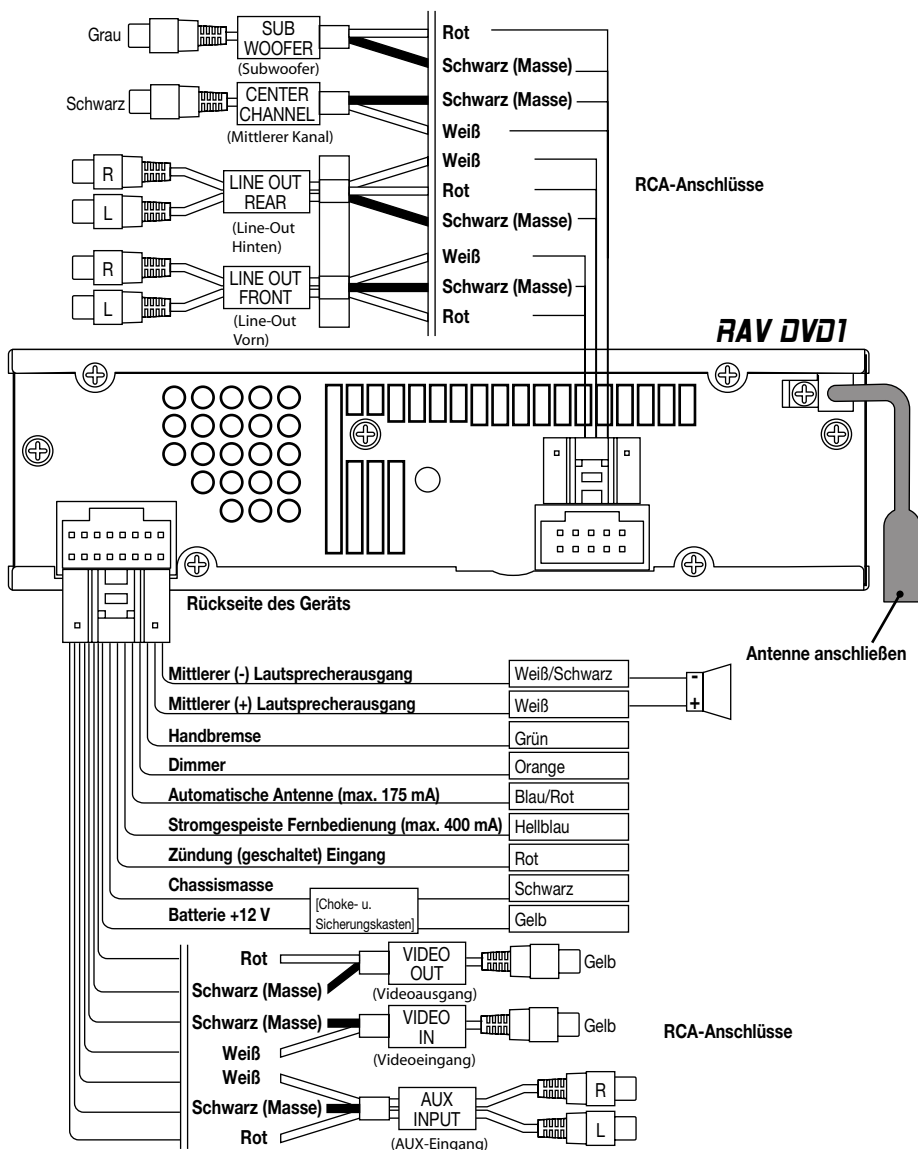 Grau
SUB
WOOFER
(Subwoofer)
Rot
Schwarz (Masse)
Schwarz
CENTER
CHANNEL
(Mittlerer Kanal)
Schwarz (Masse)
Weiß
R
L
LINE OUT
REAR
(Line-Out
Hinten)
Weiß
Rot
Schwarz (Masse)
RCA-Anschlüsse
R
L
LINE OUT
FRONT
(Line-Out
Vorn)
Weiß
Schwarz (Masse)
Rot
RAV DVD1
Rückseite des Geräts
Antenne anschließen
Mittlerer (-) Lautsprecherausgang Weiß/Schwarz -
Mittlerer (+) Lautsprecherausgang Weiß +
Handbremse Grün
Dimmer Orange
Automatische Antenne (max. 175 mA) Blau/Rot
Stromgespeiste Fernbedienung (max. 400 mA) Hellblau
Zündung (geschaltet) Eingang Rot
Chassismasse Schwarz
[Choke- u.
Sicherungskasten]
Batterie +12 V Gelb
Rot
Schwarz (Masse)
VIDEO
OUT
(Videoausgang)
Gelb
Schwarz (Masse)
Weiß
VIDEO
IN
(Videoeingang)
Gelb
RCA-Anschlüsse
Weiß
Schwarz (Masse)
Rot
AUX
INPUT
(AUX-Eingang)
R
L